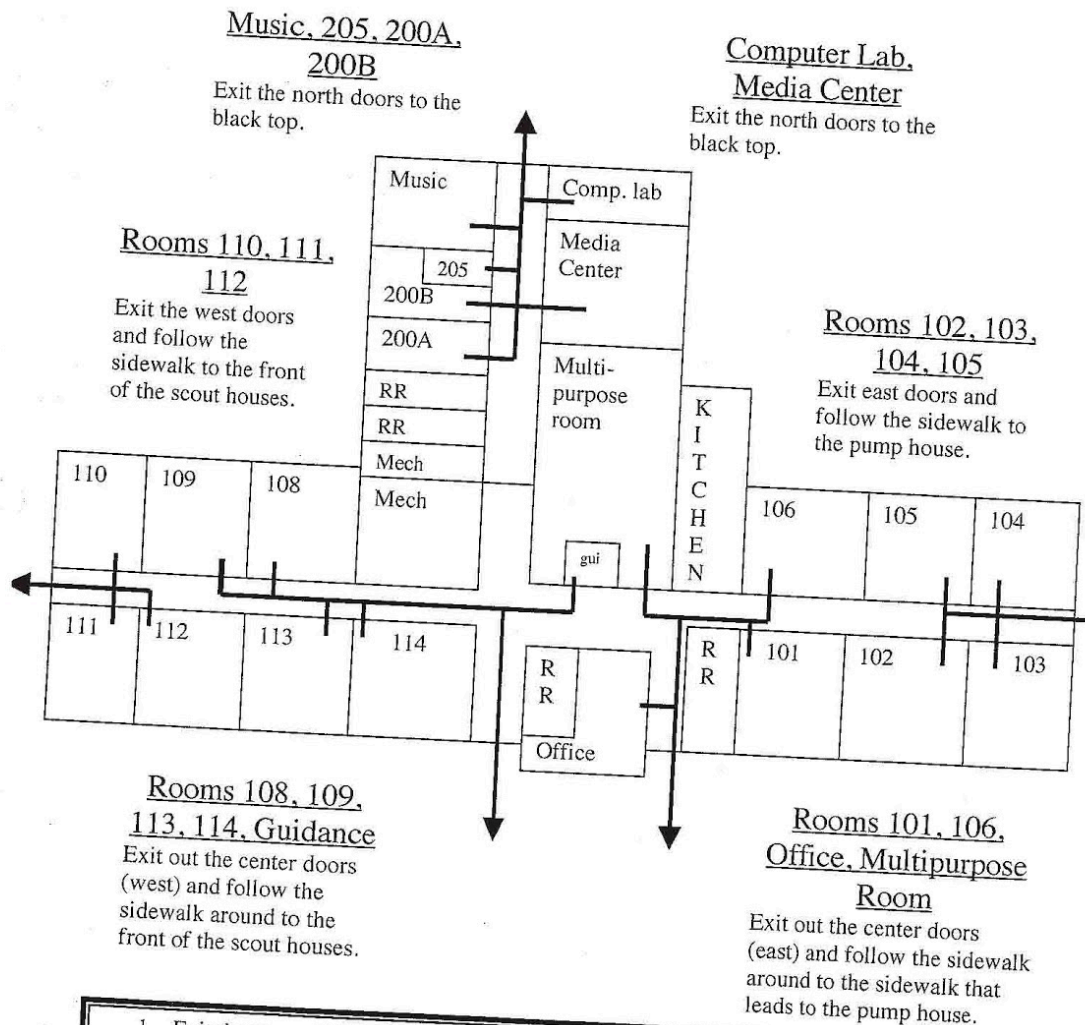 Music, 205, 200A,
200B
Exit the north doors to the
black top.
Computer Lab,
Media Center
Exit the north doors to the
black top.
Rooms 110, 111,
112
Exit the west doors
and follow the
sidewalk to the front
of the scout houses.
Rooms 102, 103,
104, 105
Exit east doors and
follow the sidewalk to
the pump house.
Music
Comp. lab
205
Media
Center
200B
200A
Multi-
purpose
room
RR
RR
Mech
Mech
K
I
T
C
H
E
N
110
109
108
106
105
104
gui
111
112
113
114
R
R
Office
R
R
101
102
103
Rooms 108, 109,
113, 114, Guidance
Exit out the center doors
(west) and follow the
sidewalk around to the
front of the scout houses.
Rooms 101, 106,
Office, Multipurpose
Room
Exit out the center doors
(east) and follow the sidewalk
around to the sidewalk that
leads to the pump house.